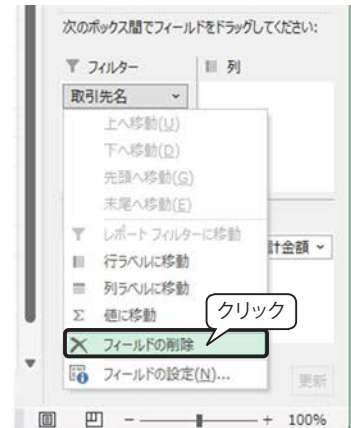 次のボックス間でフィールドをドラッグしてください:
フィルター
列
取引先名
上へ移動(U)
下へ移動(D)
先頭へ移動(G)
末尾へ移動(E)
レポート フィルターに移動
行ラベルに移動
計金額
列ラベルに移動
Σ 値に移動
クリック
フィールドの削除
フィールドの設定(N)...
更新
100%